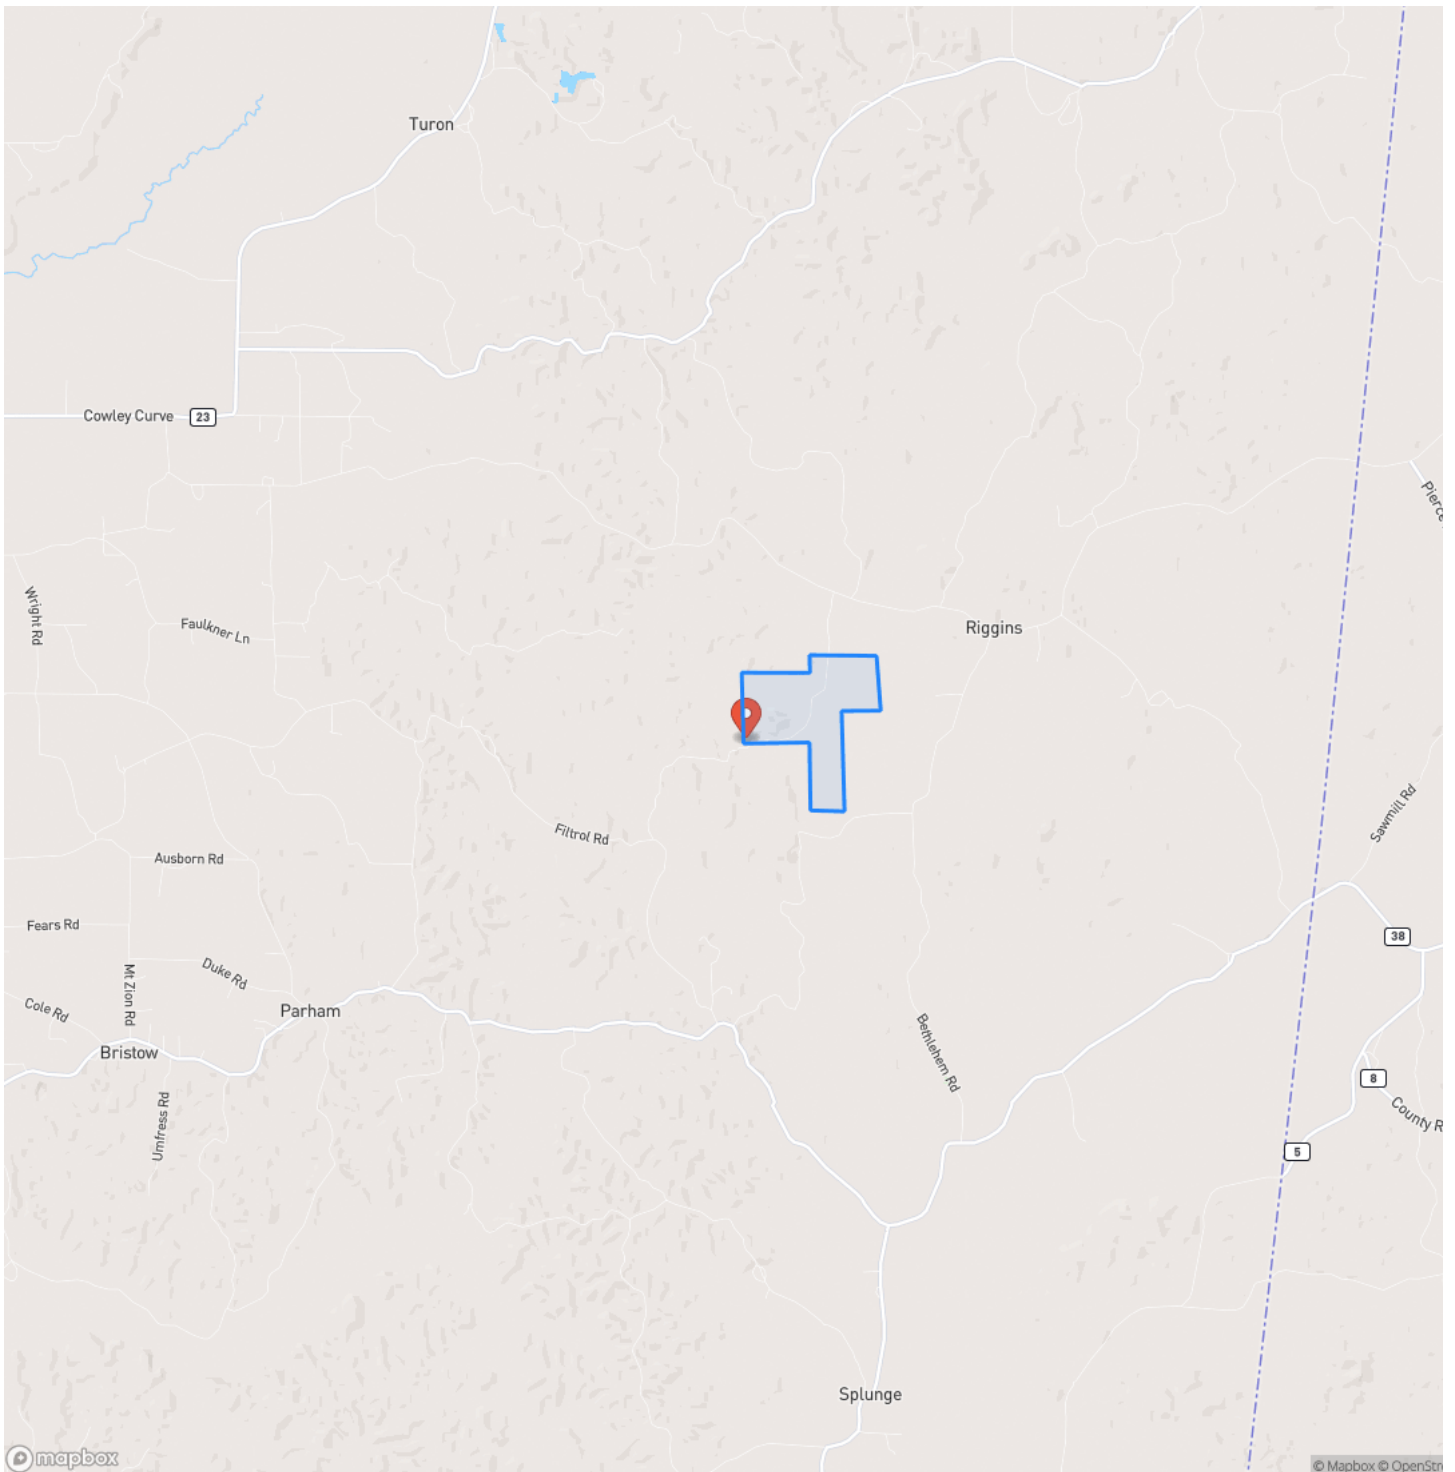 Turon
Cowley Curve
23
Pierce
Wright Rd
Faulkner Ln
Riggins
Filtrol Rd
Sawmill Rd
Ausborn Rd
Fears Rd
38
Duke Rd
Mt Zion Rd
Cole Rd
Parham
Bristow
Bethlehem Rd
8
County R
Umfress Rd
5
Splunge
mapbox
© Mapbox © OpenStre